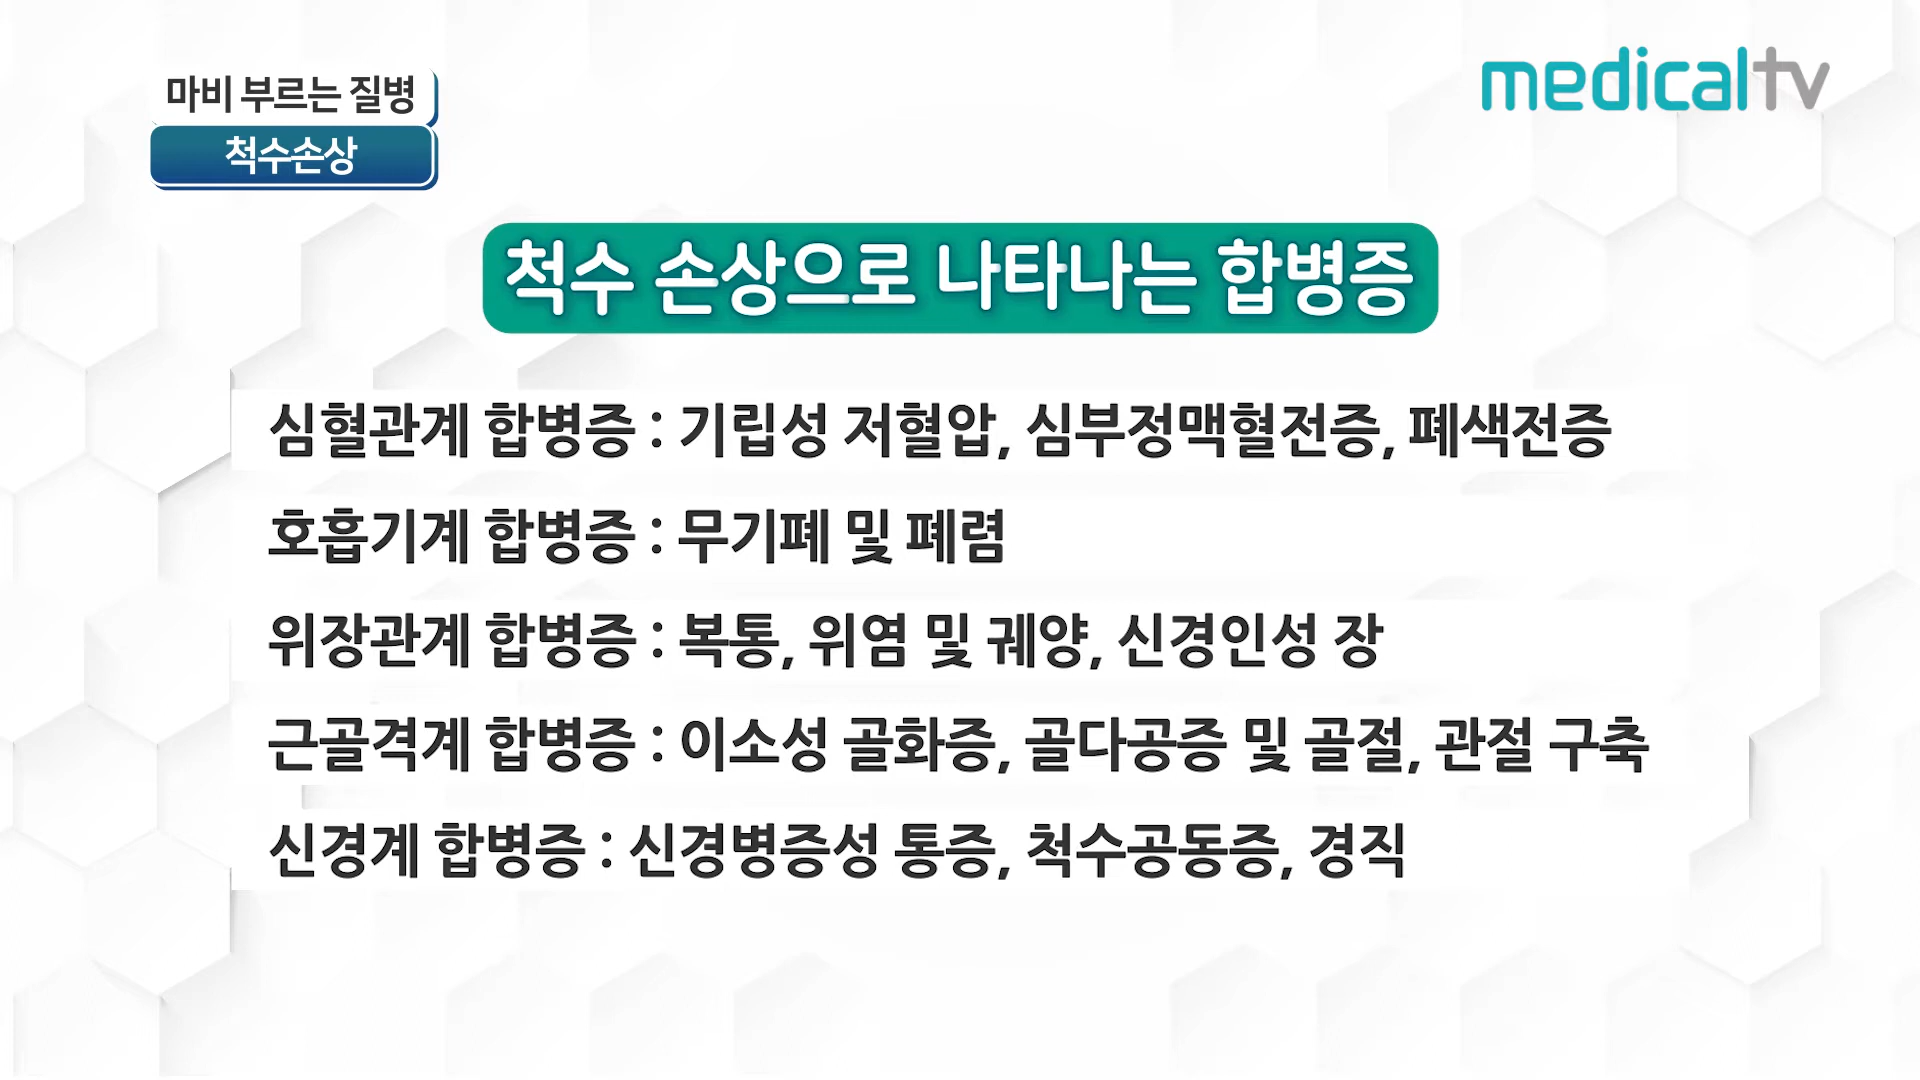 마비 부르는 질병
척수손상
medicaltv
척수 손상으로 나타나는 합병증
심혈관계 합병증 : 기립성 저혈압, 심부정맥혈전증, 폐색전증
호흡기계 합병증 : 무기폐 및 폐렴
위장관계 합병증 : 복통, 위염 및 궤양, 신경인성 장
근골격계 합병증 : 이소성 골화증, 골다공증 및 골절, 관절 구축
신경계 합병증 : 신경병증성 통증, 척수공동증, 경직